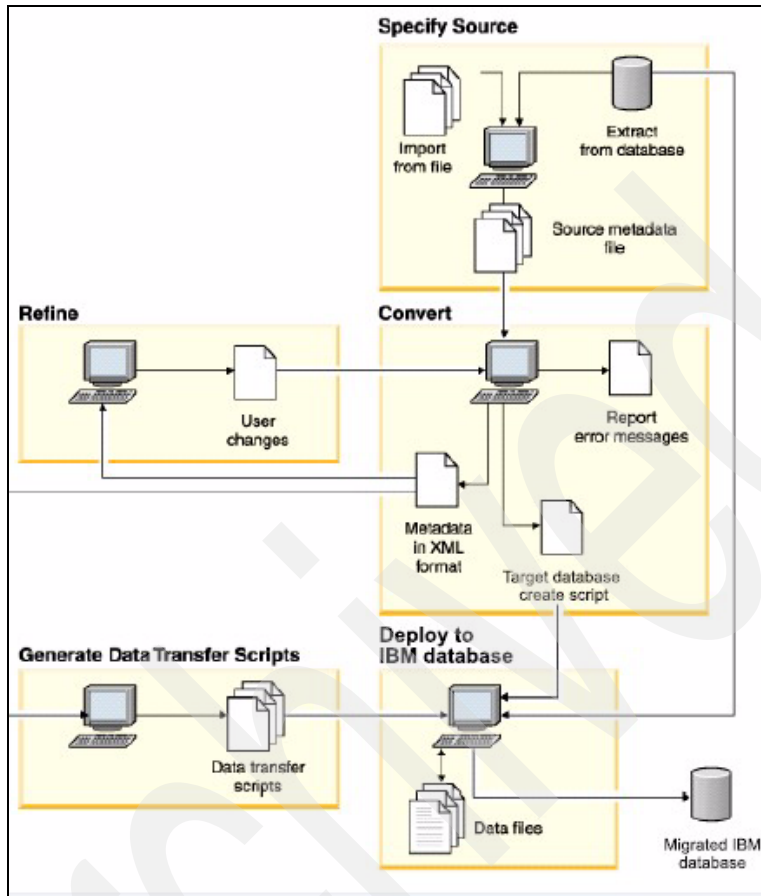 Specify Source
Import
from file
Extract
from database
Source metadata
file
Refine
User
changes
Convert
Report
error messages
Metadata
in XML
format
Target database
create script
Generate Data Transfer Scripts
Data transfer
scripts
Deploy to
IBM database
Data files
Migrated IBM
database